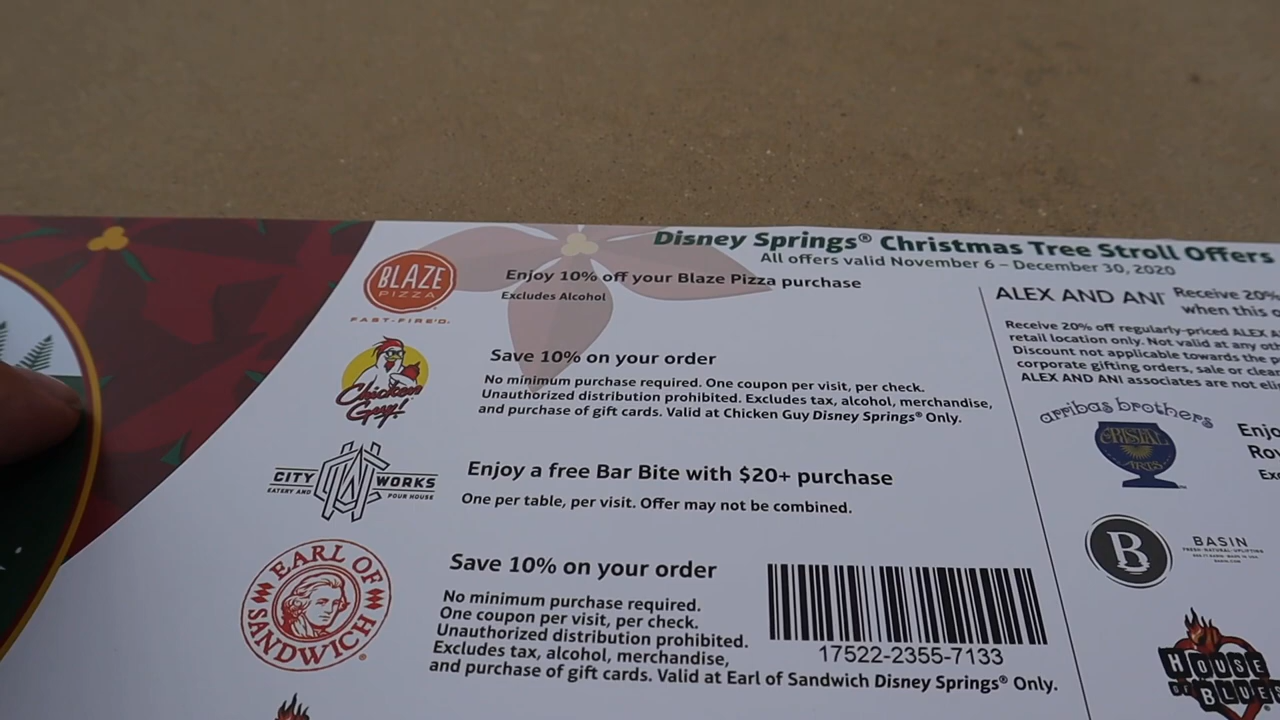 Disney Springs® Christmas Tree Stroll Offers
All offers valid November 6 – December 30, 2020
BLAZE
PIZZA
FAST-FIRE'D.
Enjoy 10% off your Blaze Pizza purchase
Excludes Alcohol
Chicken
Guy!
Save 10% on your order
No minimum purchase required. One coupon per visit, per check.
Unauthorized distribution prohibited. Excludes tax, alcohol, merchandise,
and purchase of gift cards. Valid at Chicken Guy Disney Springs® Only.
CITY WORKS
EATERY AND POUR HOUSE
Enjoy a free Bar Bite with $20+ purchase
One per table, per visit. Offer may not be combined.
EARL OF
SANDWICH®
Save 10% on your order
No minimum purchase required.
One coupon per visit, per check.
Unauthorized distribution prohibited.
Excludes tax, alcohol, merchandise,
and purchase of gift cards. Valid at Earl of Sandwich Disney Springs® Only.
17522-2355-7133
ALEX AND ANI
Receive 20%
when this
Receive 20% off regularly-priced ALEX
retail location only. Not valid at any
Discount not applicable towards the
corporate gifting orders, sale or
ALEX AND ANI associates are not
arribas brothers
CRISTAL
ARTS
B
BASIN
HOUSE
OF BLUES